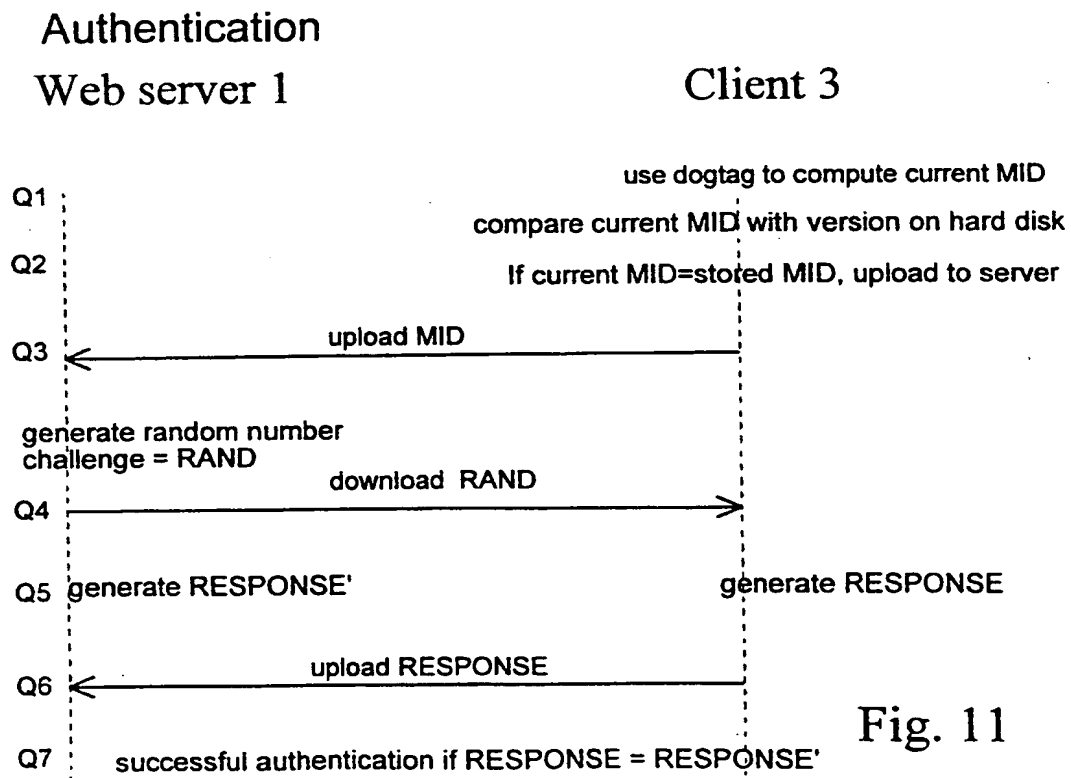 Authentication
Web server 1
Client 3
use dogtag to compute current MID
Q1
compare current MID with version on hard disk
Q2
If current MID=stored MID, upload to server
upload MID
Q3
generate random number
challenge = RAND
download RAND
Q4
Q5 generate RESPONSE'
generate RESPONSE
upload RESPONSE
Q6
Fig. 11
Q7 successful authentication if RESPONSE = RESPONSE'